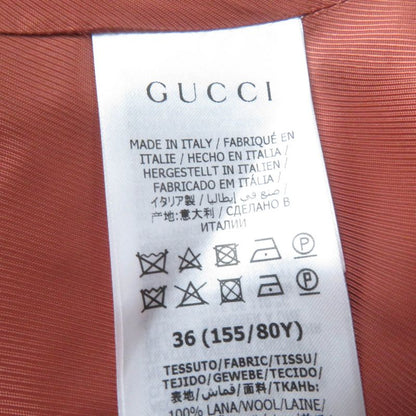 GUCCI
MADE IN ITALY / FABRIQUÉ EN
ITALIE / HECHO EN ITALIA /
HERGESTELLT IN ITALIEN /
FABRICADO EM ITÁLIA /
イタリア製 / صنع في إيطاليا /
产地:意大利 / СДЕЛАНО В
ИТАЛИИ
P
P
36 (155/80Y)
TESSUTO/FABRIC/TISSU/
TEJIDO/GEWEBE/TECIDO/
表地/قماش/面料/ТКАНЬ:
100% LANA/WOOL/LAINE/